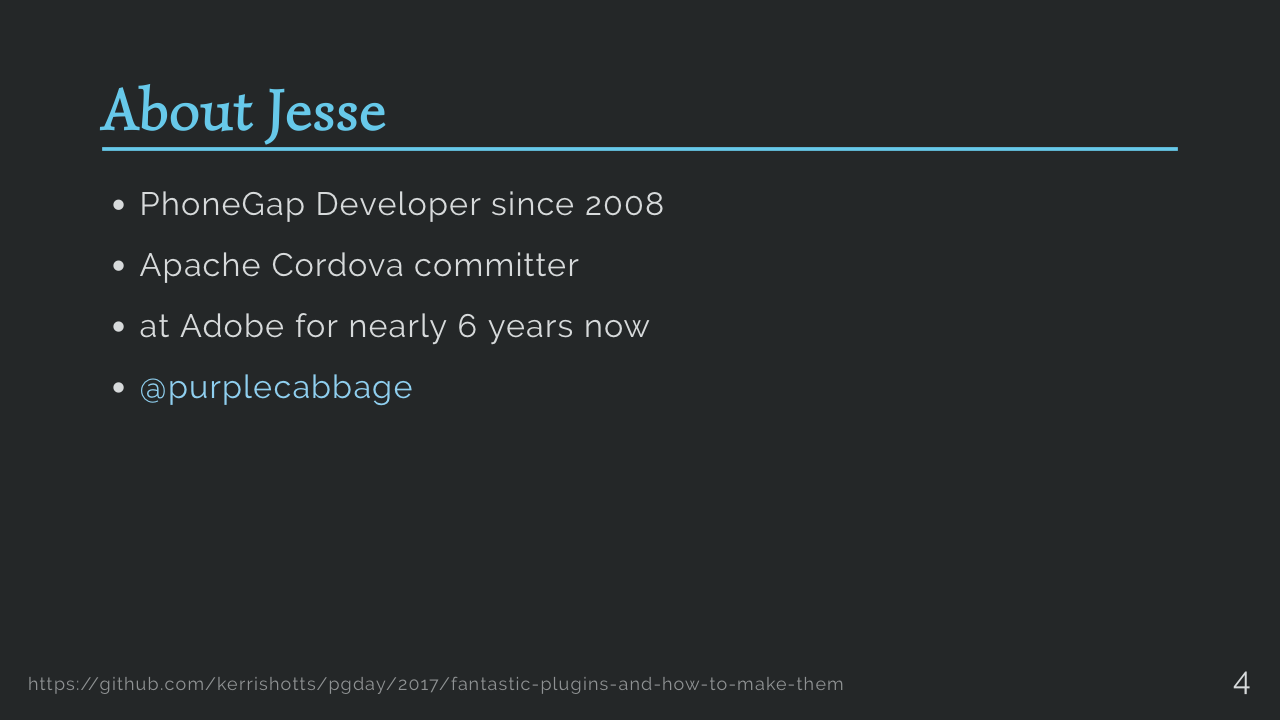 About Jesse
• PhoneGap Developer since 2008
• Apache Cordova committer
• at Adobe for nearly 6 years now
• @purplecabbage
https://github.com/kerrishotts/pgday/2017/fantastic-plugins-and-how-to-make-them
4